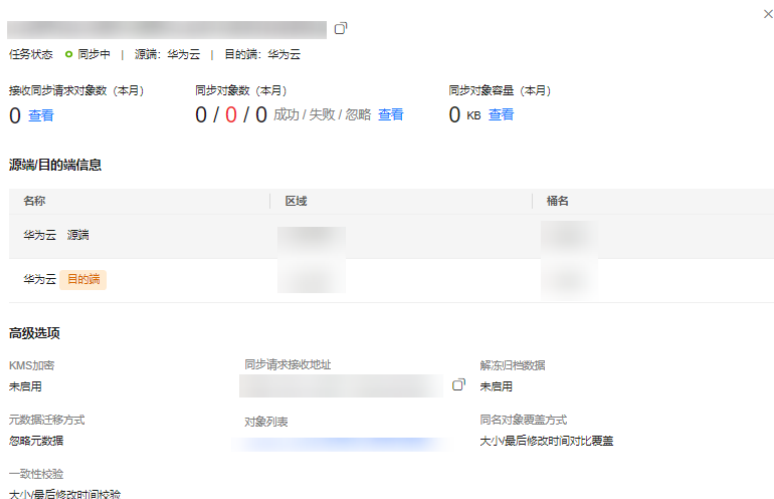 任务状态 同步中 | 源端：华为云 | 目的端：华为云
接收同步请求对象数（本月） 同步对象数（本月） 同步对象容量（本月）
0 查看 0 / 0 / 0 成功 / 失败 / 忽略 查看 0 KB 查看
源端/目的端信息
名称 区域 桶名
华为云 源端
华为云 目的端
高级选项
KMS加密 同步请求接收地址 解冻归档数据
未启用 未启用
元数据迁移方式 对象列表 同名对象覆盖方式
忽略元数据 大小/最后修改时间对比覆盖
一致性校验
大小/最后修改时间校验